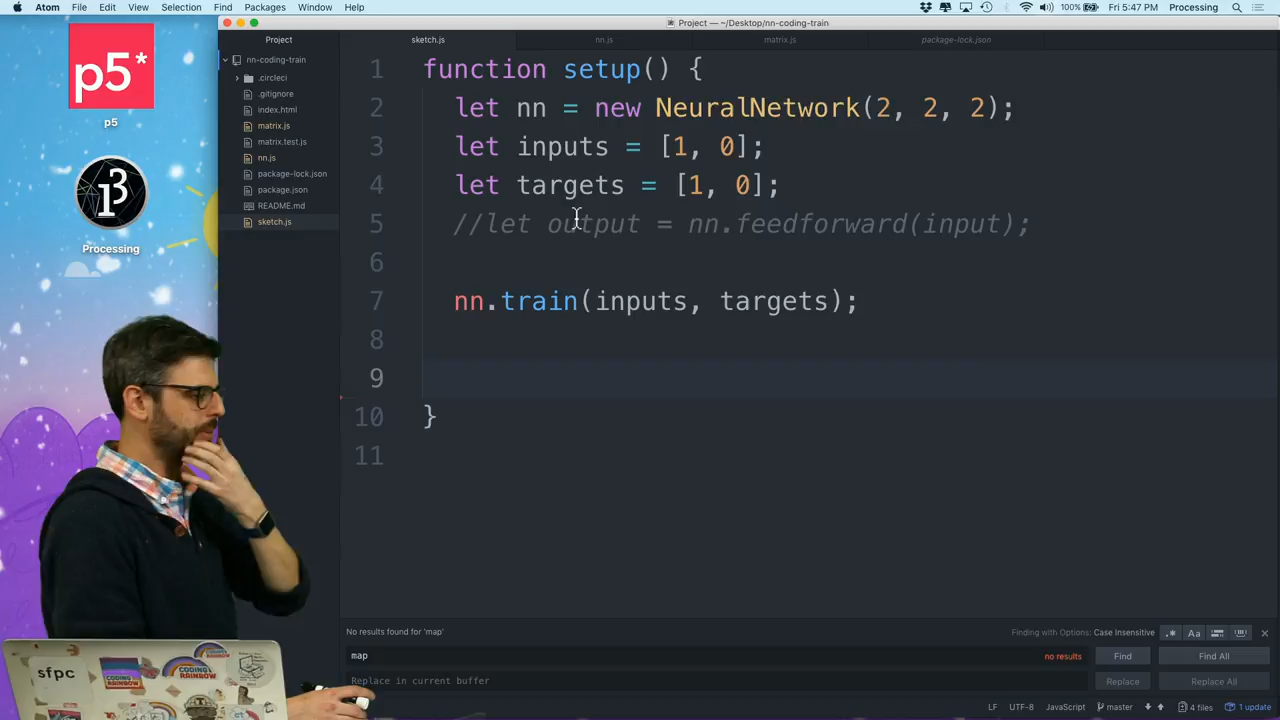 Atom File Edit View Selection Find Packages Window Help 100% Fri 5:47 PM Processing
Project — ~/Desktop/nn-coding-train
p5*
p5
Processing
Project
nn-coding-train
.circleci
.gitignore
index.html
matrix.js
matrix.test.js
nn.js
package-lock.json
package.json
README.md
sketch.js
sketch.js nn.js matrix.js package-lock.json
1 function setup() {
2 let nn = new NeuralNetwork(2, 2, 2);
3 let inputs = [1, 0];
4 let targets = [1, 0];
5 //let output = nn.feedforward(input);
6
7 nn.train(inputs, targets);
8
9
10 }
11
No results found for 'map' Finding with Options: Case Insensitive .* Aa
map no results Find Find All
Replace in current buffer Replace Replace All
LF UTF-8 JavaScript master 4 files 1 update
sfpc
CODING RAINBOW